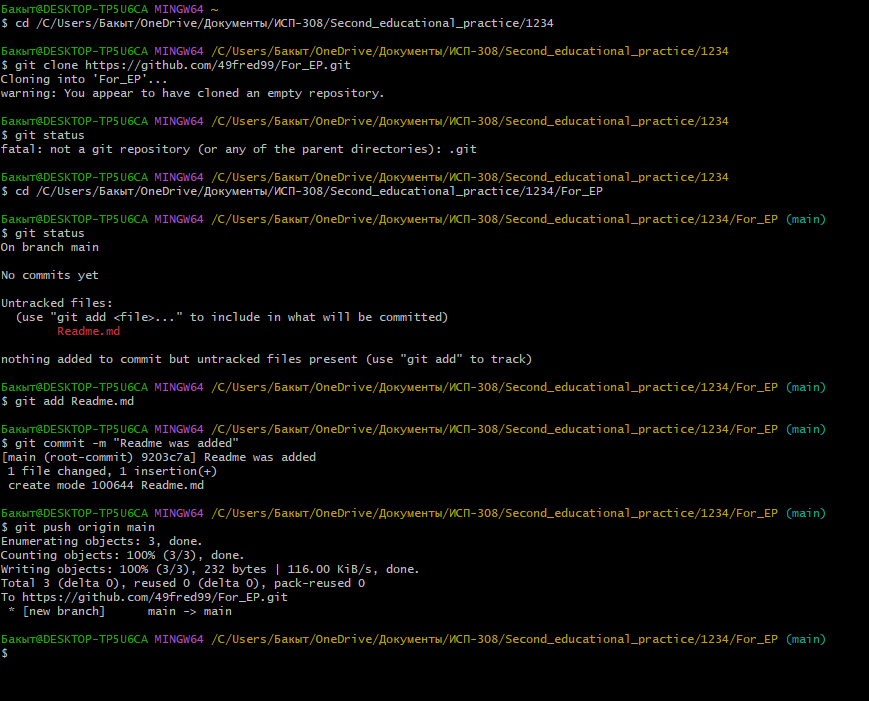 Бакыт@DESKTOP-TP5U6CA MINGW64 ~
$ cd /C/Users/Бакыт/OneDrive/Документы/ИСП-308/Second_educational_practice/1234
Бакыт@DESKTOP-TP5U6CA MINGW64 /C/Users/Бакыт/OneDrive/Документы/ИСП-308/Second_educational_practice/1234
$ git clone https://github.com/49fred99/For_EP.git
Cloning into 'For_EP'...
warning: You appear to have cloned an empty repository.
Бакыт@DESKTOP-TP5U6CA MINGW64 /C/Users/Бакыт/OneDrive/Документы/ИСП-308/Second_educational_practice/1234
$ git status
fatal: not a git repository (or any of the parent directories): .git
Бакыт@DESKTOP-TP5U6CA MINGW64 /C/Users/Бакыт/OneDrive/Документы/ИСП-308/Second_educational_practice/1234
$ cd /C/Users/Бакыт/OneDrive/Документы/ИСП-308/Second_educational_practice/1234/For_EP
Бакыт@DESKTOP-TP5U6CA MINGW64 /C/Users/Бакыт/OneDrive/Документы/ИСП-308/Second_educational_practice/1234/For_EP (main)
$ git status
On branch main
No commits yet
Untracked files:
  (use "git add <file>..." to include in what will be committed)
        Readme.md
nothing added to commit but untracked files present (use "git add" to track)
Бакыт@DESKTOP-TP5U6CA MINGW64 /C/Users/Бакыт/OneDrive/Документы/ИСП-308/Second_educational_practice/1234/For_EP (main)
$ git add Readme.md
Бакыт@DESKTOP-TP5U6CA MINGW64 /C/Users/Бакыт/OneDrive/Документы/ИСП-308/Second_educational_practice/1234/For_EP (main)
$ git commit -m "Readme was added"
[main (root-commit) 9203c7a] Readme was added
 1 file changed, 1 insertion(+)
 create mode 100644 Readme.md
Бакыт@DESKTOP-TP5U6CA MINGW64 /C/Users/Бакыт/OneDrive/Документы/ИСП-308/Second_educational_practice/1234/For_EP (main)
$ git push origin main
Enumerating objects: 3, done.
Counting objects: 100% (3/3), done.
Writing objects: 100% (3/3), 232 bytes | 116.00 KiB/s, done.
Total 3 (delta 0), reused 0 (delta 0), pack-reused 0
To https://github.com/49fred99/For_EP.git
 * [new branch]      main -> main
Бакыт@DESKTOP-TP5U6CA MINGW64 /C/Users/Бакыт/OneDrive/Документы/ИСП-308/Second_educational_practice/1234/For_EP (main)
$